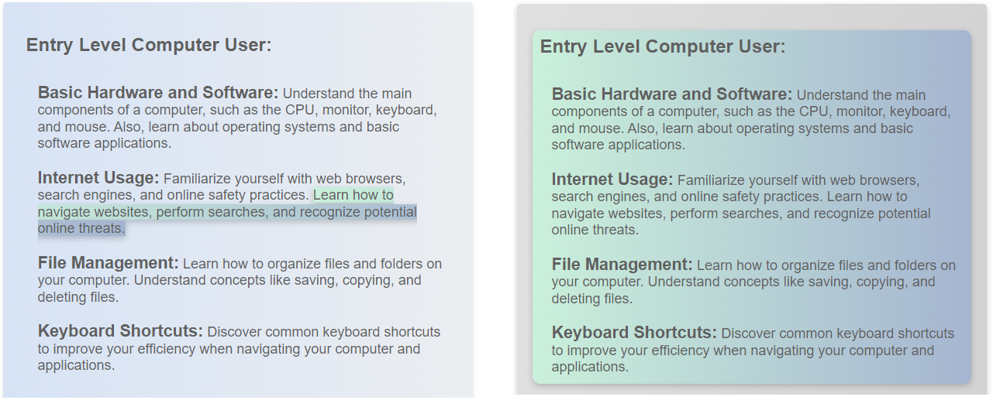 Entry Level Computer User:
Basic Hardware and Software: Understand the main
components of a computer, such as the CPU, monitor, keyboard,
and mouse. Also, learn about operating systems and basic
software applications.
Internet Usage: Familiarize yourself with web browsers,
search engines, and online safety practices. Learn how to
navigate websites, perform searches, and recognize potential
online threats.
File Management: Learn how to organize files and folders on
your computer. Understand concepts like saving, copying, and
deleting files.
Keyboard Shortcuts: Discover common keyboard shortcuts
to improve your efficiency when navigating your computer and
applications.
Entry Level Computer User:
Basic Hardware and Software: Understand the main
components of a computer, such as the CPU, monitor, keyboard,
and mouse. Also, learn about operating systems and basic
software applications.
Internet Usage: Familiarize yourself with web browsers,
search engines, and online safety practices. Learn how to
navigate websites, perform searches, and recognize potential
online threats.
File Management: Learn how to organize files and folders on
your computer. Understand concepts like saving, copying, and
deleting files.
Keyboard Shortcuts: Discover common keyboard shortcuts
to improve your efficiency when navigating your computer and
applications.